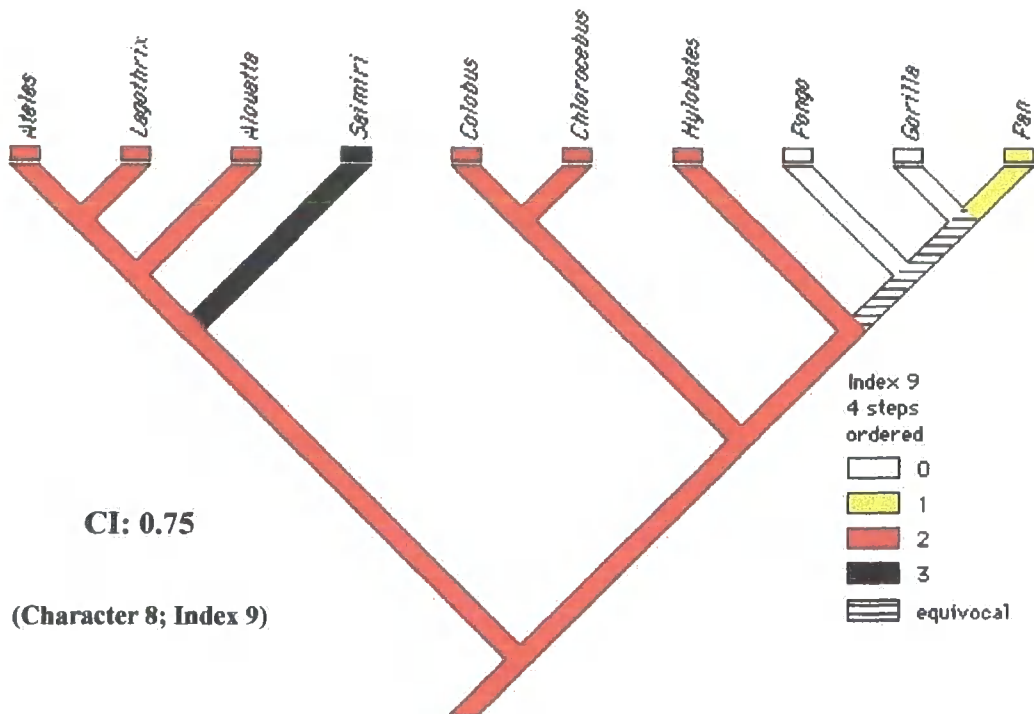 Ateles
Lagothrix
Alouatta
Saimiri
Colobus
Chlorocebus
Hylobates
Pongo
Gorilla
Pan
Index 9
4 steps
ordered
0
1
2
3
equivocal
CI: 0.75
(Character 8; Index 9)